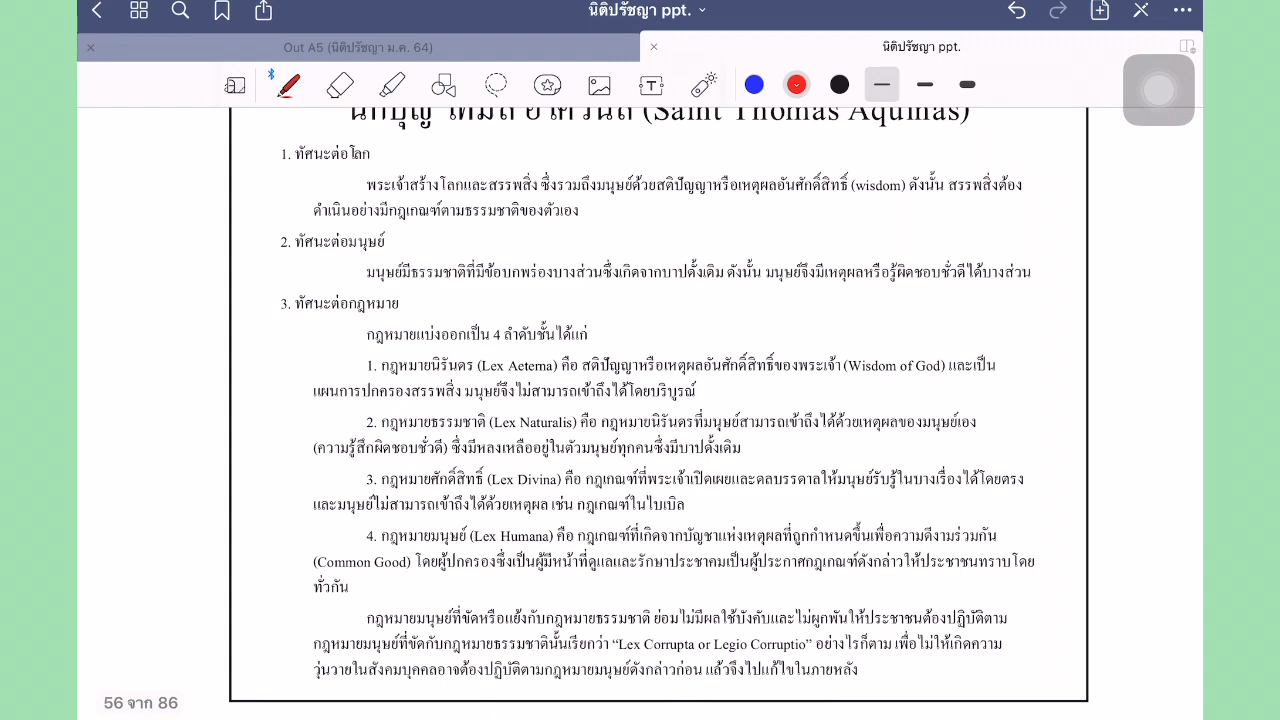 นิติปรัชญา ppt.
Out A5 (นิติปรัชญา ม.ค. 64)
นิติปรัชญา ppt.
T
นักบุญ โทมัส อไควนัส (Saint Thomas Aquinas)
1. ทัศนะต่อโลก
พระเจ้าสร้างโลกและสรรพสิ่ง ซึ่งรวมถึงมนุษย์ด้วยสติปัญญาหรือเหตุผลอันศักดิ์สิทธิ์ (wisdom) ดังนั้น สรรพสิ่งต้อง
ดำเนินอย่างมีกฎเกณฑ์ตามธรรมชาติของตัวเอง
2. ทัศนะต่อมนุษย์
มนุษย์มีธรรมชาติที่มีข้อบกพร่องบางส่วนซึ่งเกิดจากบาปดั้งเดิม ดังนั้น มนุษย์จึงมีเหตุผลหรือรู้ผิดชอบชั่วดีได้บางส่วน
3. ทัศนะต่อกฎหมาย
กฎหมายแบ่งออกเป็น 4 ลำดับชั้นได้แก่
1. กฎหมายนิรันดร (Lex Aeterna) คือ สติปัญญาหรือเหตุผลอันศักดิ์สิทธิ์ของพระเจ้า (Wisdom of God) และเป็น
แผนการปกครองสรรพสิ่ง มนุษย์จึงไม่สามารถเข้าถึงได้โดยบริบูรณ์
2. กฎหมายธรรมชาติ (Lex Naturalis) คือ กฎหมายนิรันดรที่มนุษย์สามารถเข้าถึงได้ด้วยเหตุผลของมนุษย์เอง
(ความรู้สึกผิดชอบชั่วดี) ซึ่งมีหลงเหลืออยู่ในตัวมนุษย์ทุกคนซึ่งมีบาปดั้งเดิม
3. กฎหมายศักดิ์สิทธิ์ (Lex Divina) คือ กฎเกณฑ์ที่พระเจ้าเปิดเผยและดลบรรดาลให้มนุษย์รับรู้ในบางเรื่องได้โดยตรง
และมนุษย์ไม่สามารถเข้าถึงได้ด้วยเหตุผล เช่น กฎเกณฑ์ในไบเบิล
4. กฎหมายมนุษย์ (Lex Humana) คือ กฎเกณฑ์ที่เกิดจากบัญชาแห่งเหตุผลที่ถูกกำหนดขึ้นเพื่อความดีงามร่วมกัน
(Common Good) โดยผู้ปกครองซึ่งเป็นผู้มีหน้าที่ดูแลและรักษาประชาคมเป็นผู้ประกาศกฎเกณฑ์ดังกล่าวให้ประชาชนทราบโดย
ทั่วกัน
กฎหมายมนุษย์ที่ขัดหรือแย้งกับกฎหมายธรรมชาติ ย่อมไม่มีผลใช้บังคับและไม่ผูกพันให้ประชาชนต้องปฏิบัติตาม
กฎหมายมนุษย์ที่ขัดกับกฎหมายธรรมชาตินั้นเรียกว่า “Lex Corrupta or Legio Corruptio” อย่างไรก็ตาม เพื่อไม่ให้เกิดความ
วุ่นวายในสังคมบุคคลอาจต้องปฏิบัติตามกฎหมายมนุษย์ดังกล่าวก่อน แล้วจึงไปแก้ไขในภายหลัง
56 จาก 86